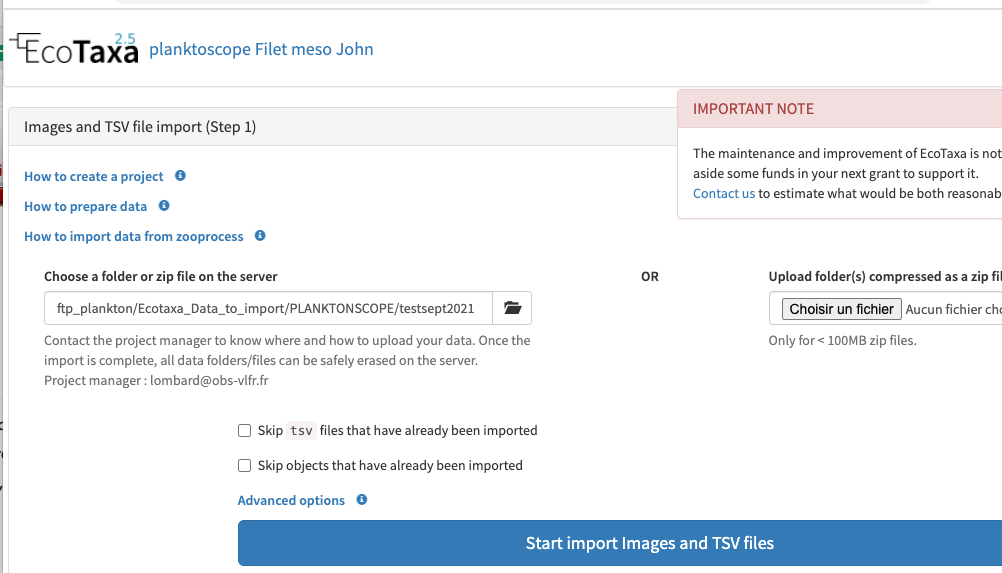 EcoTaxa 2.5 planktoscope Filet meso John
Images and TSV file import (Step 1)
IMPORTANT NOTE
The maintenance and improvement of EcoTaxa is not
aside some funds in your next grant to support it.
Contact us to estimate what would be both reasonab
How to create a project
How to prepare data
How to import data from zooprocess
Choose a folder or zip file on the server
OR
Upload folder(s) compressed as a zip fil
ftp_plankton/Ecotaxa_Data_to_import/PLANKTONSCOPE/testsept2021
Choisir un fichier Aucun fichier cho
Contact the project manager to know where and how to upload your data. Once the
import is complete, all data folders/files can be safely erased on the server.
Project manager : lombard@obs-vlfr.fr
Only for < 100MB zip files.
Skip tsv files that have already been imported
Skip objects that have already been imported
Advanced options
Start import Images and TSV files